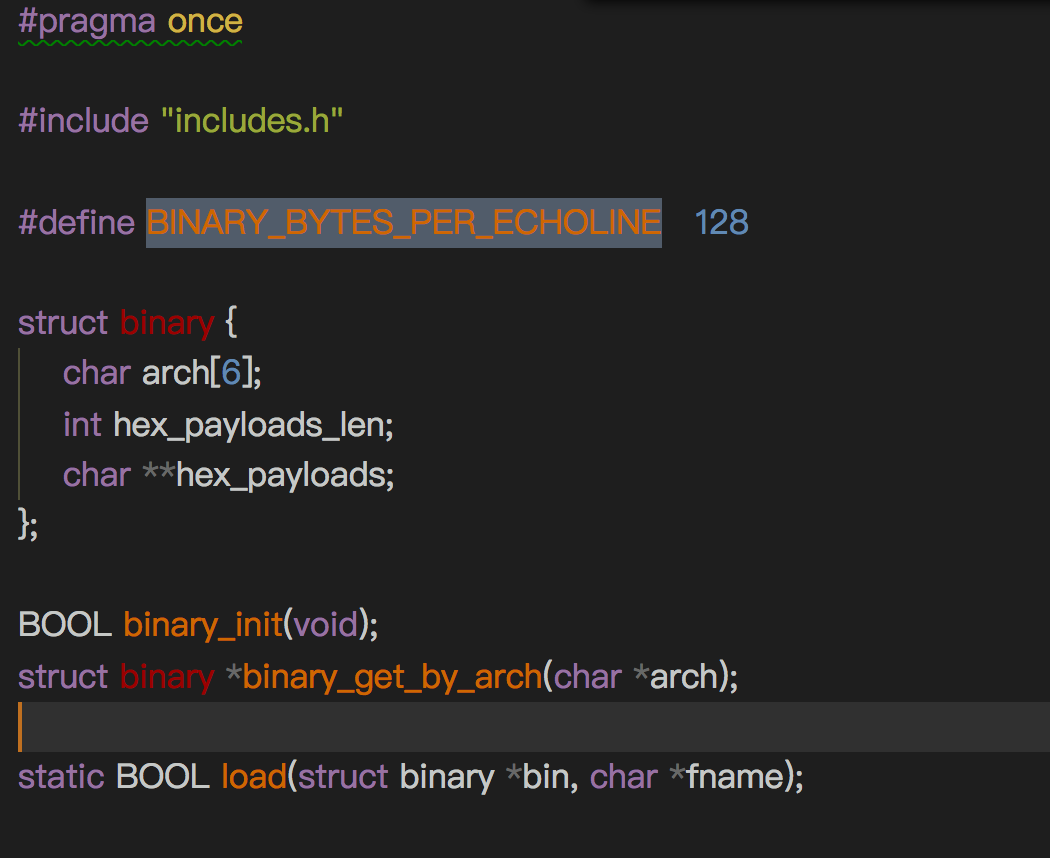 #pragma once
#include "includes.h"
#define BINARY_BYTES_PER_ECHOLINE 128
struct binary {
char arch[6];
int hex_payloads_len;
char **hex_payloads;
};
BOOL binary_init(void);
struct binary *binary_get_by_arch(char *arch);
static BOOL load(struct binary *bin, char *fname);